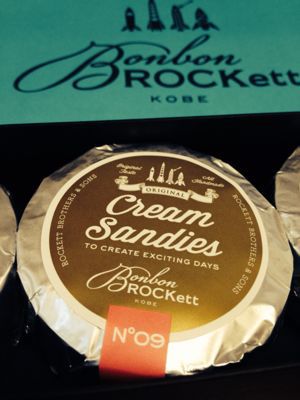 Bonbon
BROCKett
KOBE
Original
Taste
All
Handmade
ORIGINAL
Cream
Sandies
TO CREATE EXCITING DAYS
Bonbon
BROCKett
KOBE
ROCKETT BROTHERS & SONS
ROCKETT BROTHERS & SONS
Nº09